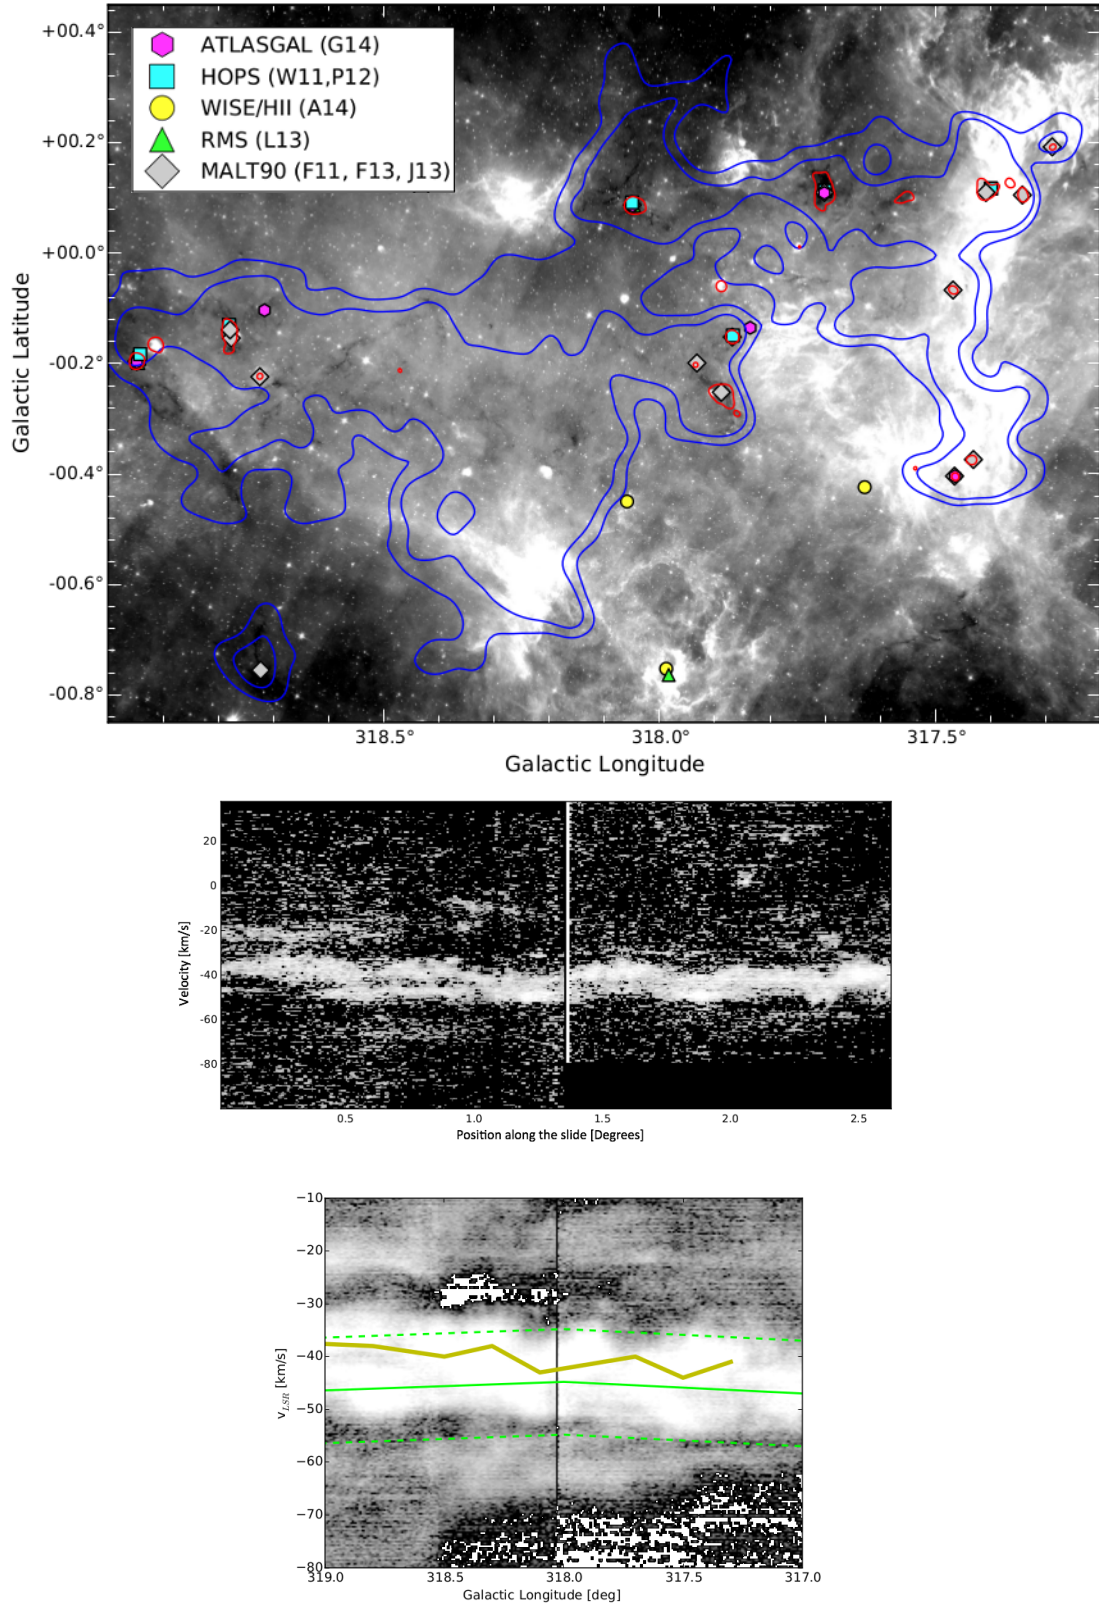 +00.4°
+00.2°
+00.0°
-00.2°
-00.4°
-00.6°
-00.8°
Galactic Latitude
ATLASGAL (G14)
HOPS (W11,P12)
WISE/HII (A14)
RMS (L13)
MALT90 (F11, F13, J13)
318.5° 318.0° 317.5°
Galactic Longitude
20
0
-20
-40
-60
-80
Velocity [km/s]
0.5 1.0 1.5 2.0 2.5
Position along the slide [Degrees]
−10
−20
−30
−40
−50
−60
−70
−80
v_LSR [km/s]
319.0 318.5 318.0 317.5 317.0
Galactic Longitude [deg]